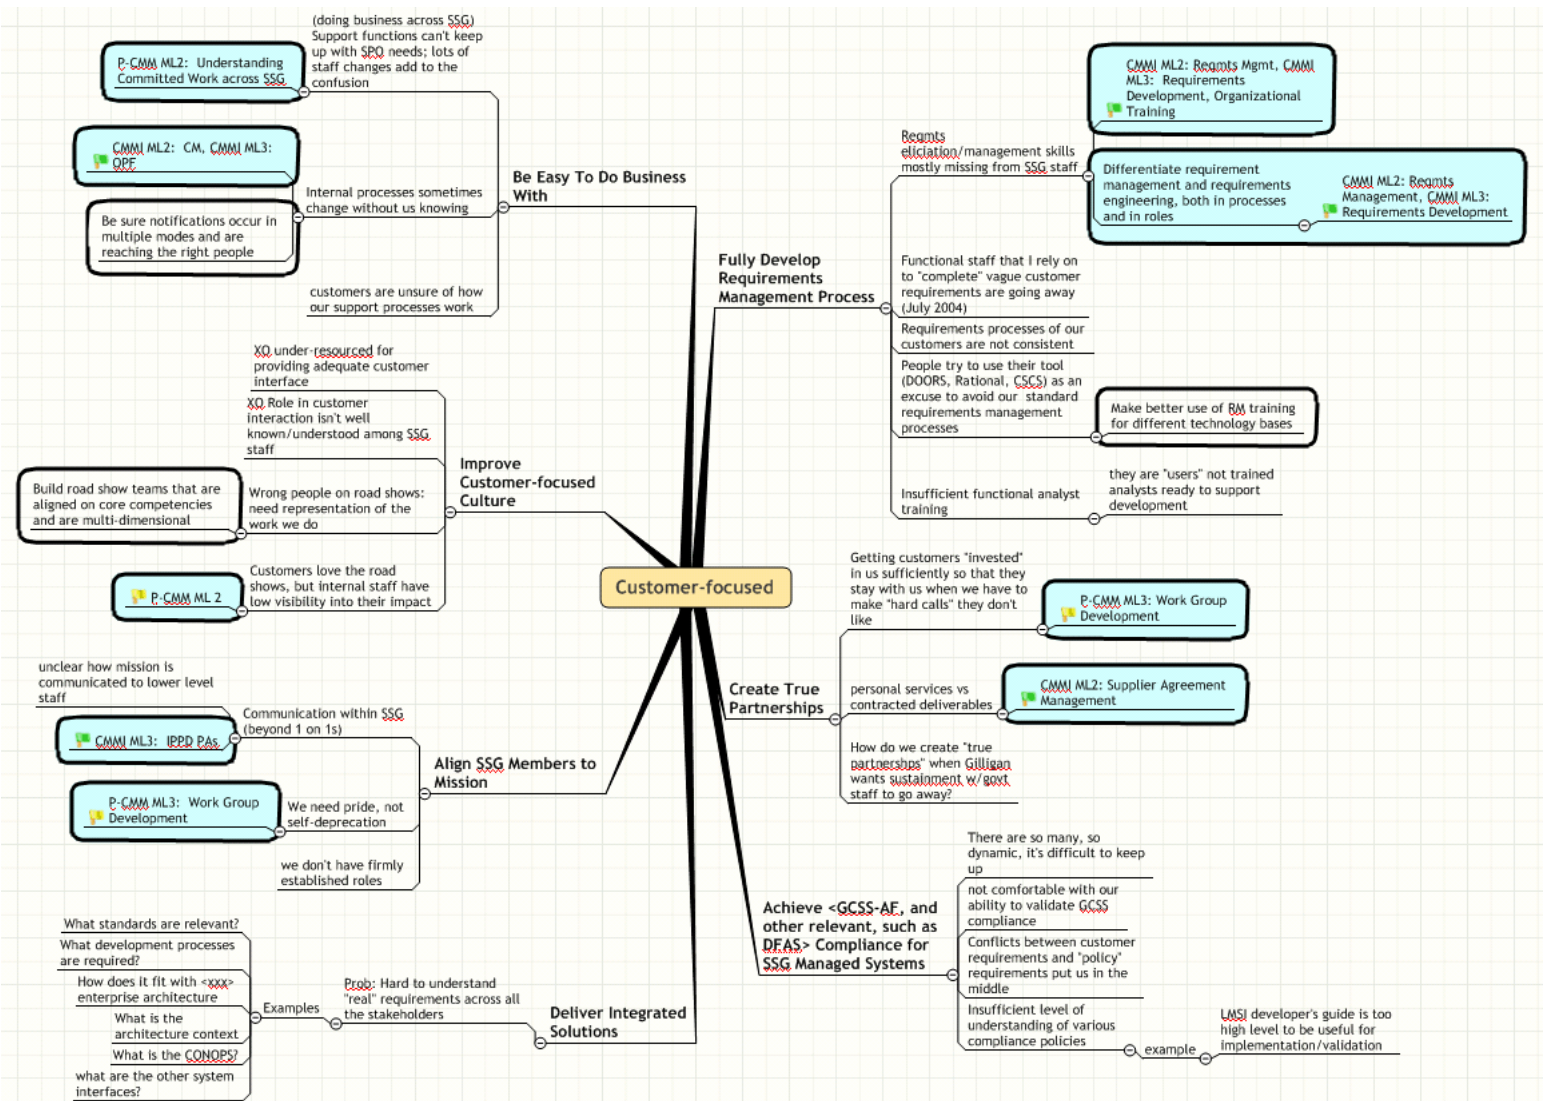 (doing business across SSG)
Support functions can't keep
up with SPO needs; lots of
staff changes add to the
confusion
P-CMM ML2: Understanding
Committed Work across SSG
CMMI ML2: CM, CMMI ML3:
OPF
Internal processes sometimes
change without us knowing
Be sure notifications occur in
multiple modes and are
reaching the right people
customers are unsure of how
our support processes work
Be Easy To Do Business
With
XO under-resourced for
providing adequate customer
interface
XO Role in customer
interaction isn't well
known/understood among SSG
staff
Improve
Customer-focused
Culture
Build road show teams that are
aligned on core competencies
and are multi-dimensional
Wrong people on road shows:
need representation of the
work we do
P-CMM ML 2
Customers love the road
shows, but internal staff have
low visibility into their impact
Customer-focused
unclear how mission is
communicated to lower level
staff
Communication within SSG
(beyond 1 on 1s)
CMMI ML3: IPPD PAs
Align SSG Members to
Mission
P-CMM ML3: Work Group
Development
We need pride, not
self-deprecation
we don't have firmly
established roles
What standards are relevant?
What development processes
are required?
How does it fit with <xxx>
enterprise architecture
What is the
architecture context
What is the CONOPS?
what are the other system
interfaces?
Examples
Prob: Hard to understand
"real" requirements across all
the stakeholders
Deliver Integrated
Solutions
CMMI ML2: Reqmts Mgmt, CMMI
ML3: Requirements
Development, Organizational
Training
Reqmts
eliciation/management skills
mostly missing from SSG staff
Differentiate requirement
management and requirements
engineering, both in processes
and in roles
CMMI ML2: Reqmts
Management, CMMI ML3:
Requirements Development
Fully Develop
Requirements
Management Process
Functional staff that I rely on
to "complete" vague customer
requirements are going away
(July 2004)
Requirements processes of our
customers are not consistent
People try to use their tool
(DOORS, Rational, CSCS) as an
excuse to avoid our standard
requirements management
processes
Make better use of RM training
for different technology bases
Insufficient functional analyst
training
they are "users" not trained
analysts ready to support
development
Getting customers "invested"
in us sufficiently so that they
stay with us when we have to
make "hard calls" they don't
like
P-CMM ML3: Work Group
Development
Create True
Partnerships
personal services vs
contracted deliverables
CMMI ML2: Supplier Agreement
Management
How do we create "true
partnershps" when Gilligan
wants sustainment w/govt
staff to go away?
There are so many, so
dynamic, it's difficult to keep
up
not comfortable with our
ability to validate GCSS
compliance
Achieve <GCSS-AF, and
other relevant, such as
DFAS> Compliance for
SSG Managed Systems
Conflicts between customer
requirements and "policy"
requirements put us in the
middle
Insufficient level of
understanding of various
compliance policies
example
LMSI developer's guide is too
high level to be useful for
implementation/validation